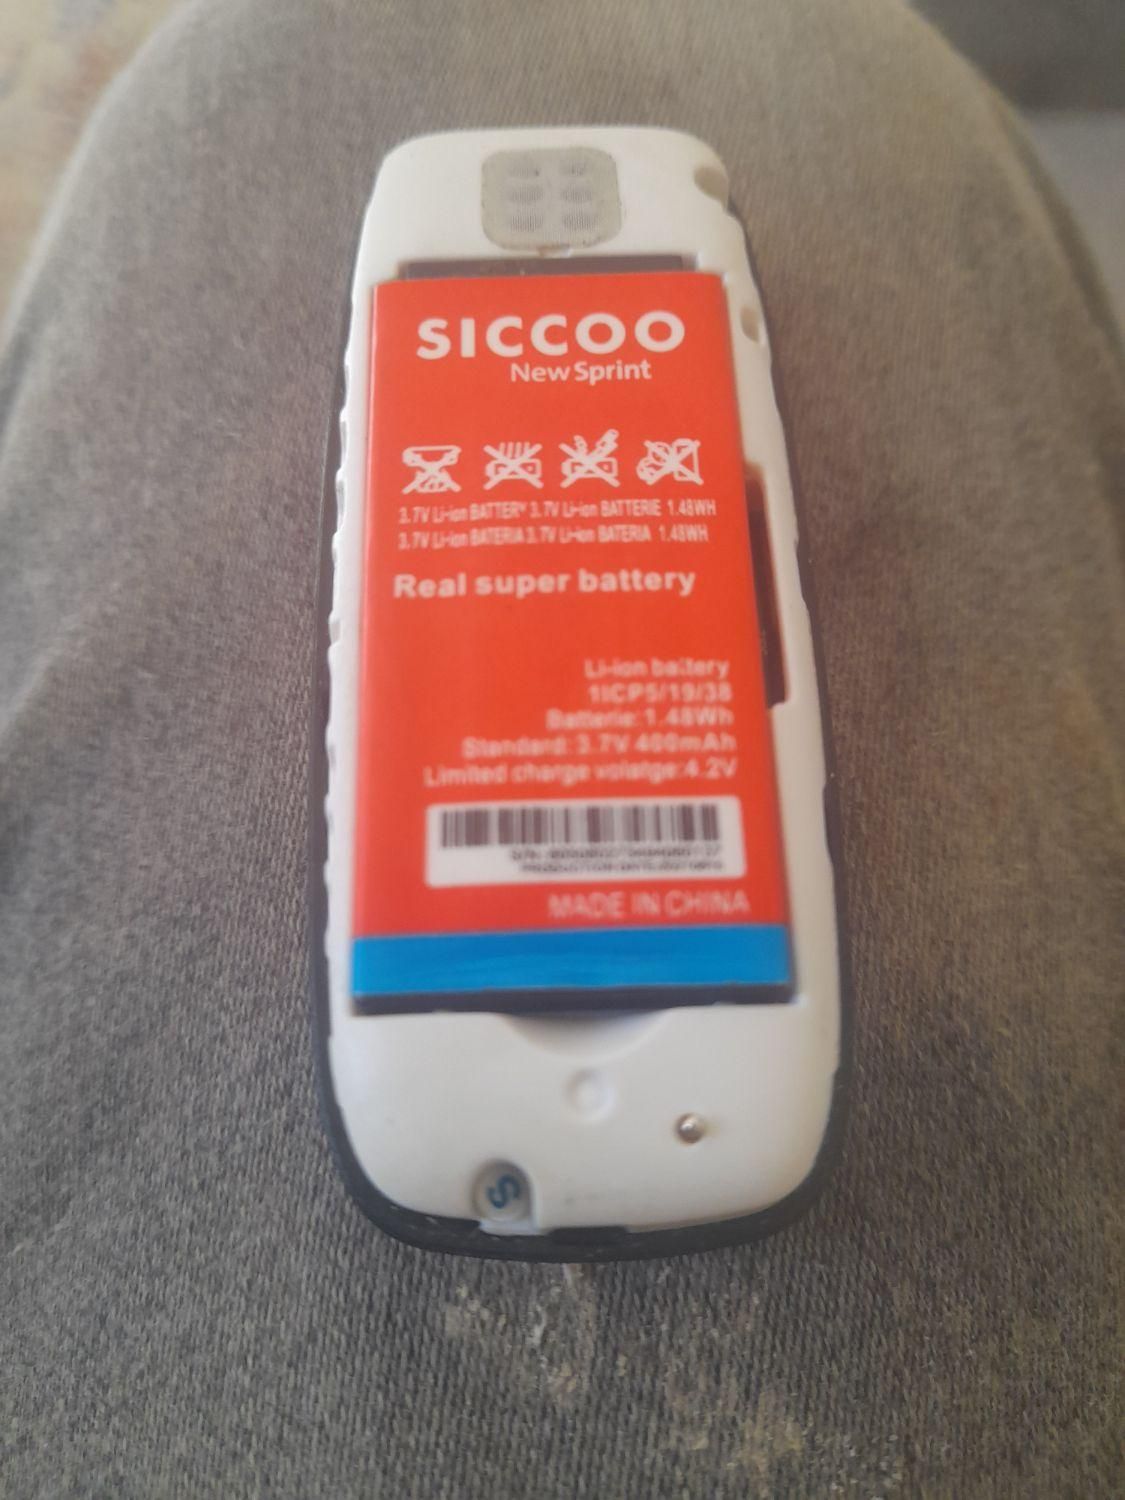 SICCOO
New Sprint
3.7V Li-ion BATTERY 3.7V Li-ion BATTERIE 1.48WH
3.7V Li-ion BATERIA 3.7V Li-ion BATERIA 1.48WH
Real super battery
Li-ion battery
1ICP5/19/38
Batterie:1.48Wh
Standard:3.7V 400mAh
Limited charge volatge:4.2V
MADE IN CHINA
S